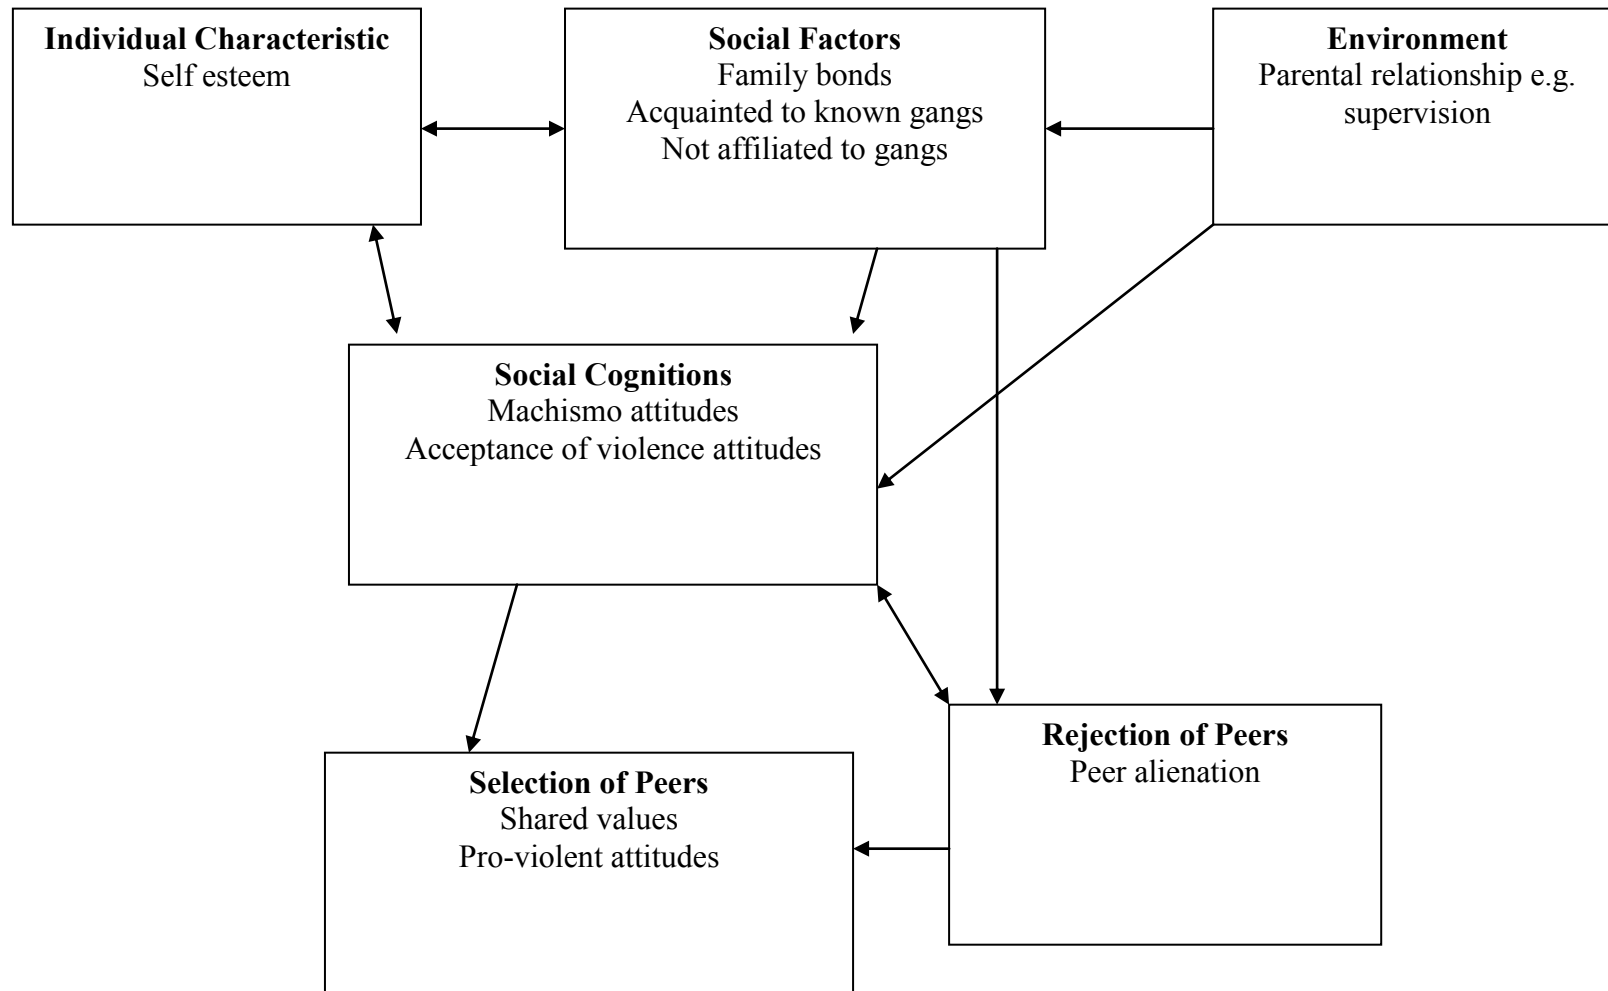 Individual Characteristic
Self esteem
Social Factors
Family bonds
Acquainted to known gangs
Not affiliated to gangs
Environment
Parental relationship e.g.
supervision
Social Cognitions
Machismo attitudes
Acceptance of violence attitudes
Rejection of Peers
Peer alienation
Selection of Peers
Shared values
Pro-violent attitudes